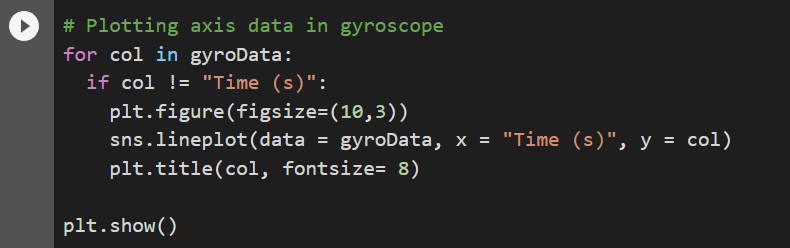 # Plotting axis data in gyroscope
for col in gyroData:
  if col != "Time (s)":
    plt.figure(figsize=(10,3))
    sns.lineplot(data = gyroData, x = "Time (s)", y = col)
    plt.title(col, fontsize= 8)

plt.show()